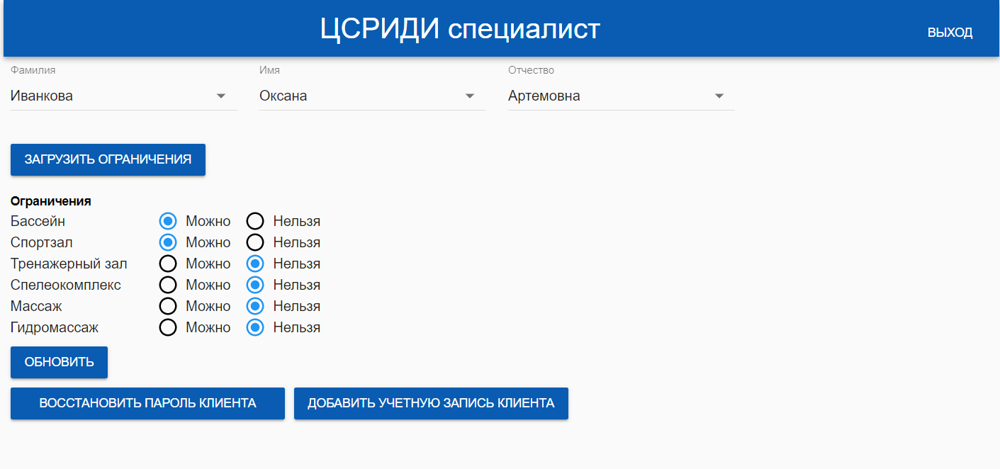 ЦСРИДИ специалист
ВЫХОД
Фамилия Имя Отчество
Иванкова Оксана Артемовна
ЗАГРУЗИТЬ ОГРАНИЧЕНИЯ
Ограничения
Бассейн Можно Нельзя
Спортзал Можно Нельзя
Тренажерный зал Можно Нельзя
Спелеокомплекс Можно Нельзя
Массаж Можно Нельзя
Гидромассаж Можно Нельзя
ОБНОВИТЬ
ВОССТАНОВИТЬ ПАРОЛЬ КЛИЕНТА ДОБАВИТЬ УЧЕТНУЮ ЗАПИСЬ КЛИЕНТА